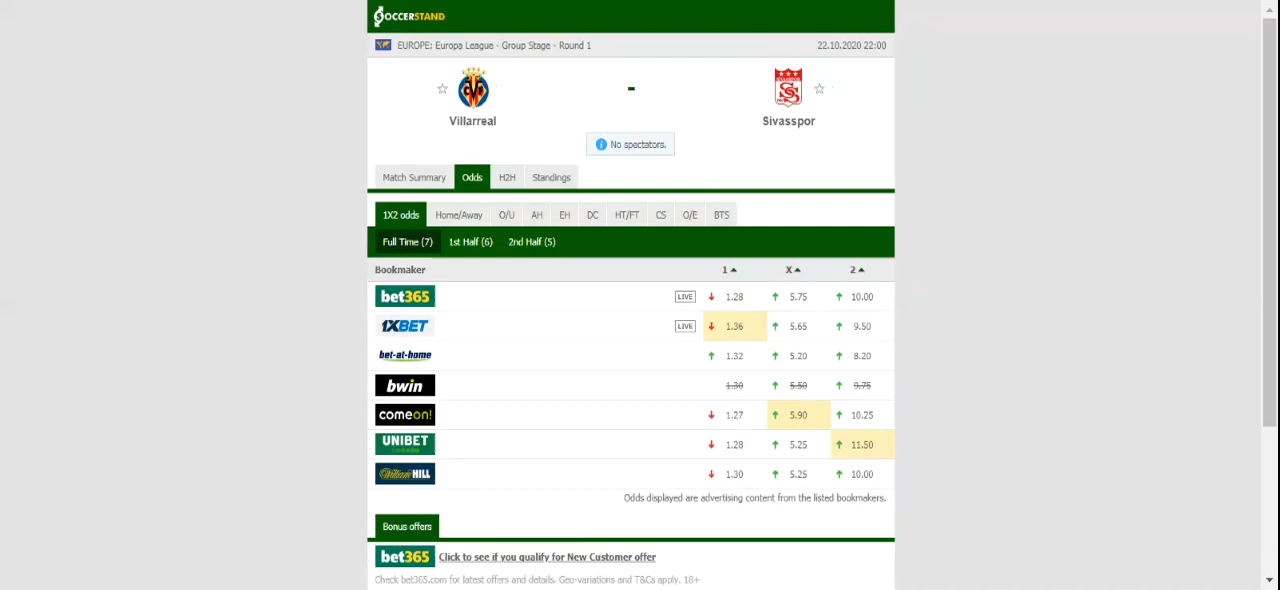 SOCCERSTAND
EUROPE: Europa League - Group Stage - Round 1 22.10.2020 22:00
-
Villarreal Sivasspor
No spectators.
Match Summary Odds H2H Standings
1X2 odds Home/Away O/U AH EH DC HT/FT CS O/E BTS
Full Time (7) 1st Half (6) 2nd Half (5)
Bookmaker 1 X 2
bet365 LIVE 1.28 5.75 10.00
1XBET LIVE 1.36 5.65 9.50
bet-at-home 1.32 5.20 8.20
bwin 1.30 5.50 9.75
comeon! 1.27 5.90 10.25
UNIBET 1.28 5.25 11.50
William HILL 1.30 5.25 10.00
Odds displayed are advertising content from the listed bookmakers.
Bonus offers
bet365 Click to see if you qualify for New Customer offer
Check bet365.com for latest offers and details. Geo-variations and T&Cs apply. 18+